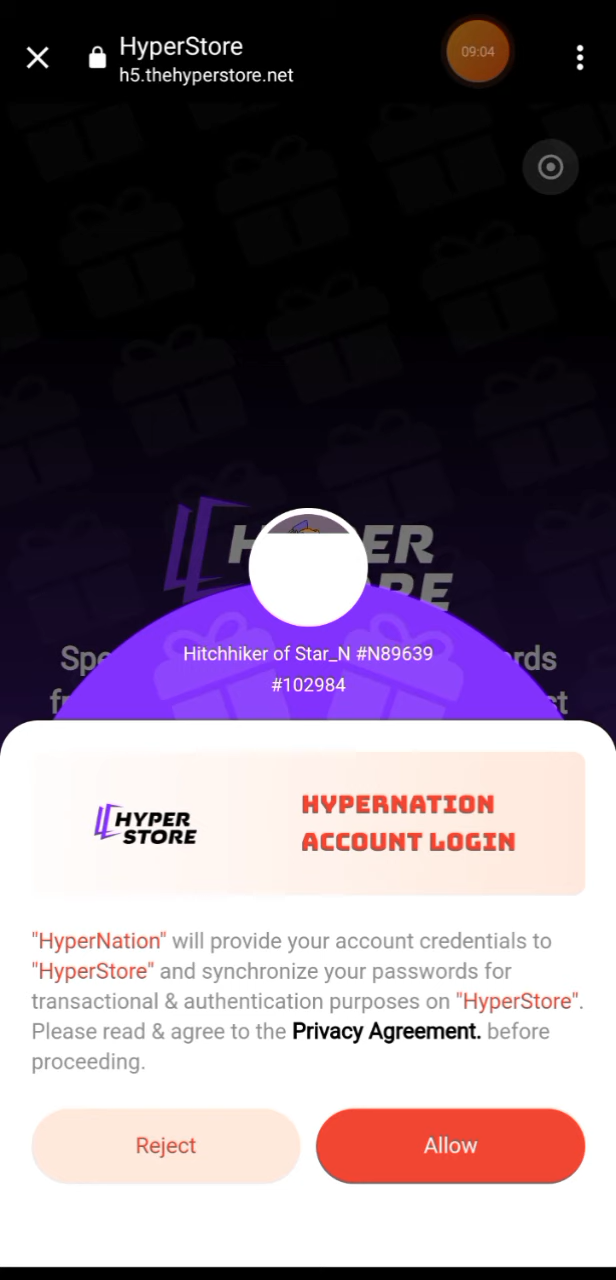 HyperStore
09:04
h5.thehyperstore.net
HYPER
STORE
Hitchhiker of Star_N #N89639
#102984
HYPER
STORE
HYPERNATION
ACCOUNT LOGIN
"HyperNation" will provide your account credentials to
"HyperStore" and synchronize your passwords for
transactional & authentication purposes on "HyperStore".
Please read & agree to the Privacy Agreement. before
proceeding.
Reject
Allow